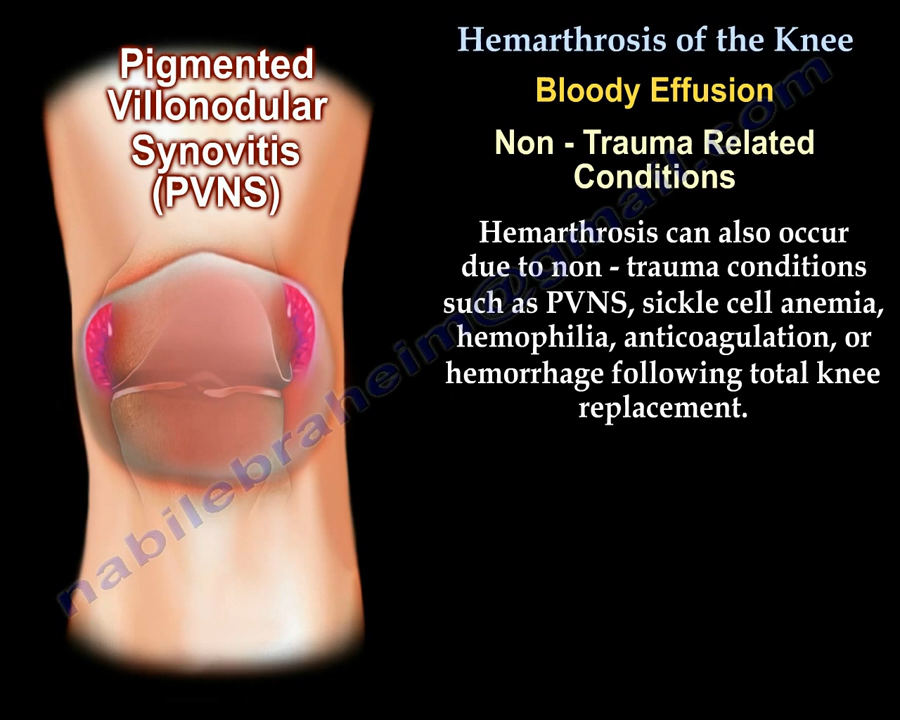 Pigmented
Villonodular
Synovitis
(PVNS)
Hemarthrosis of the Knee
Bloody Effusion
Non - Trauma Related
Conditions
Hemarthrosis can also occur
due to non - trauma conditions
such as PVNS, sickle cell anemia,
hemophilia, anticoagulation, or
hemorrhage following total knee
replacement.
nabilebraheim@gmail.com